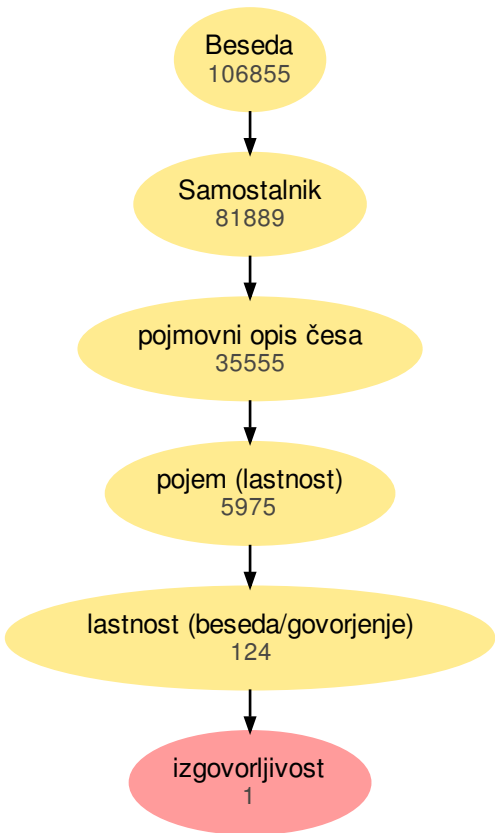 Beseda
106855
Samostalnik
81889
pojmovni opis česa
35555
pojem (lastnost)
5975
lastnost (beseda/govorjenje)
124
izgovorljivost
1